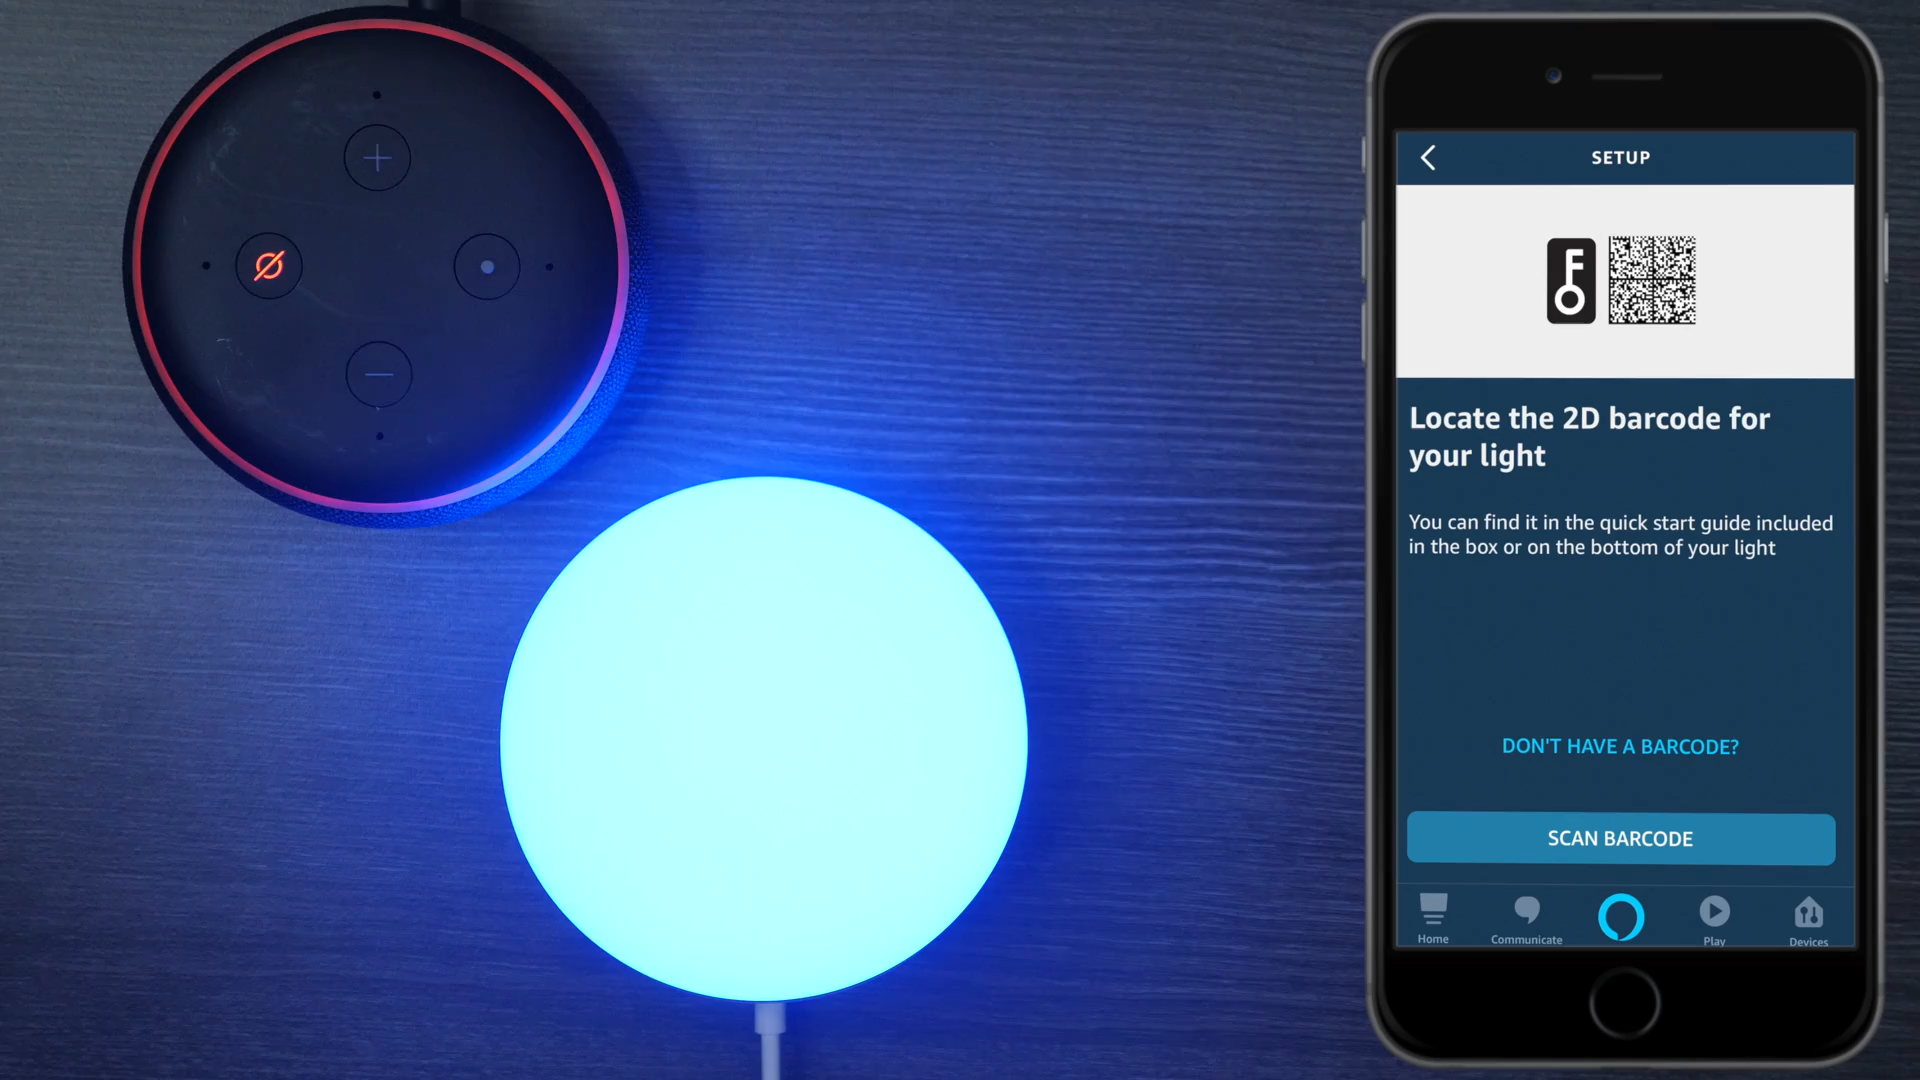 SETUP
Locate the 2D barcode for
your light
You can find it in the quick start guide included
in the box or on the bottom of your light
DON'T HAVE A BARCODE?
SCAN BARCODE
Home
Communicate
Play
Devices